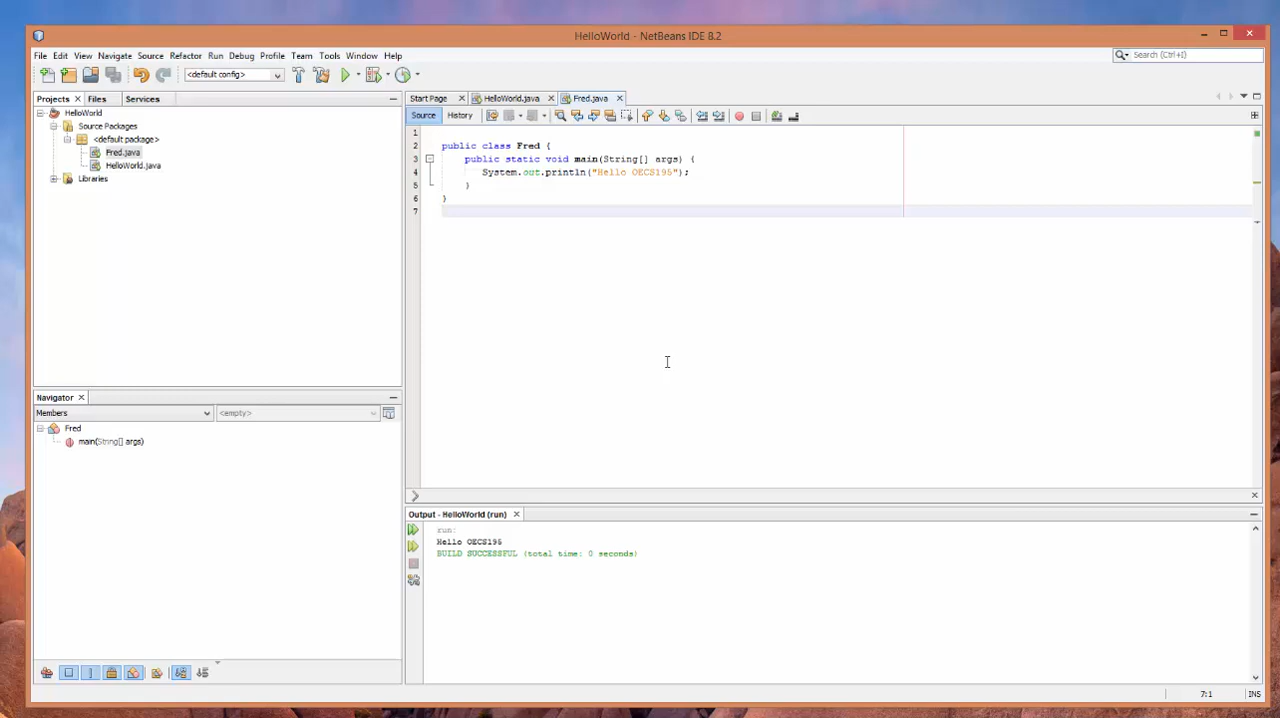 HelloWorld - NetBeans IDE 8.2
File Edit View Navigate Source Refactor Run Debug Profile Team Tools Window Help
Search (Ctrl+I)
<default config>
Projects Files Services
HelloWorld
Source Packages
<default package>
Fred.java
HelloWorld.java
Libraries
Start Page HelloWorld.java Fred.java
Source History
1
2 public class Fred {
3 public static void main(String[] args) {
4 System.out.println("Hello OECS195");
5 }
6 }
7
Navigator
Members <empty>
Fred
main(String[] args)
Output - HelloWorld (run)
run:
Hello OECS195
BUILD SUCCESSFUL (total time: 0 seconds)
7:1 INS